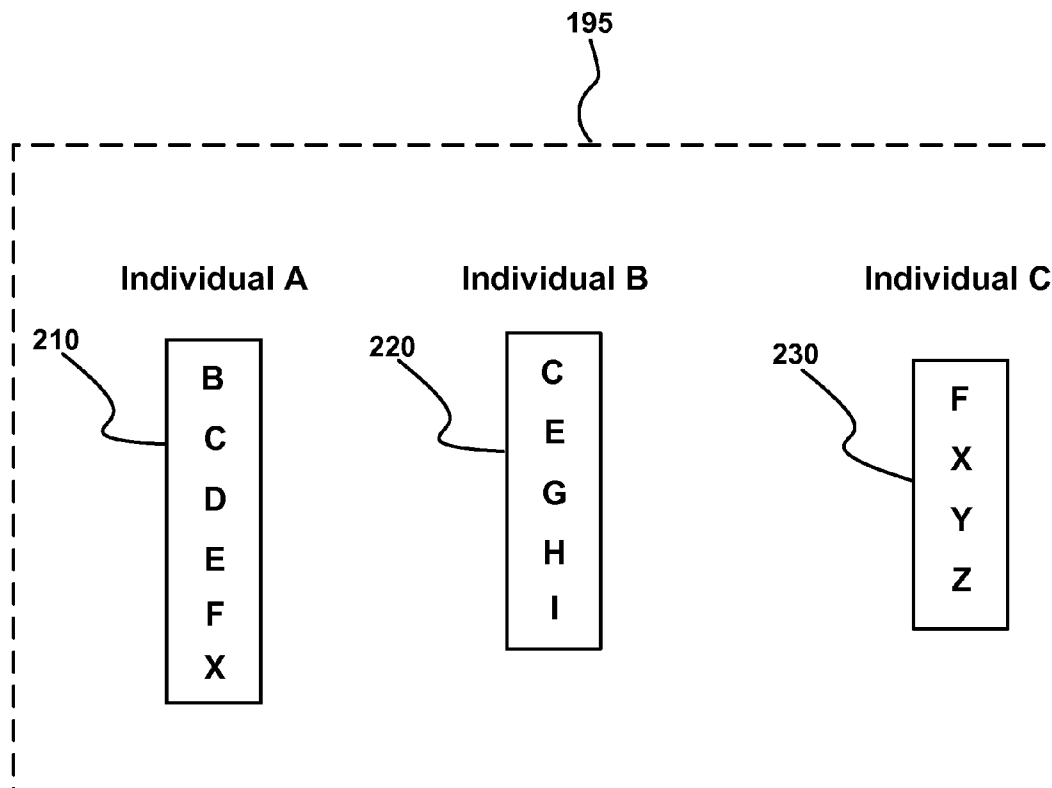 195
Individual A
Individual B
Individual C
210
B
C
D
E
F
X
220
C
E
G
H
I
230
F
X
Y
Z